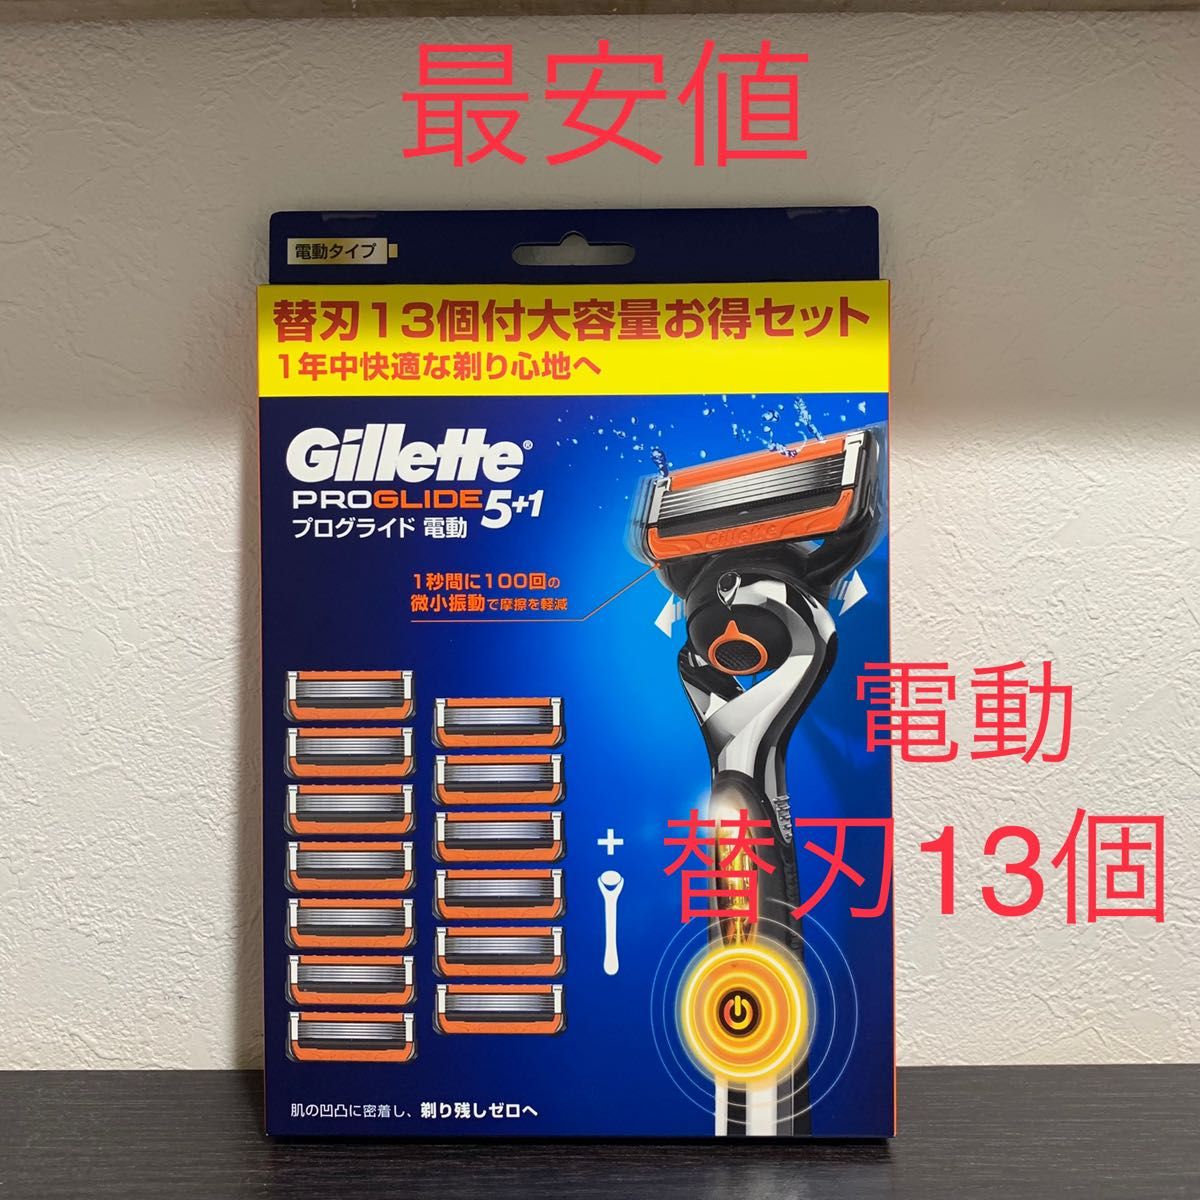 最安値
電動タイプ
替刃13個付大容量お得セット
1年中快適な剃り心地へ
Gillette®
PROGLIDE 5+1
プログライド 電動
Gillette
1秒間に100回の
微小振動で摩擦を軽減
電動
替刃13個
+
肌の凹凸に密着し、剃り残しゼロへ